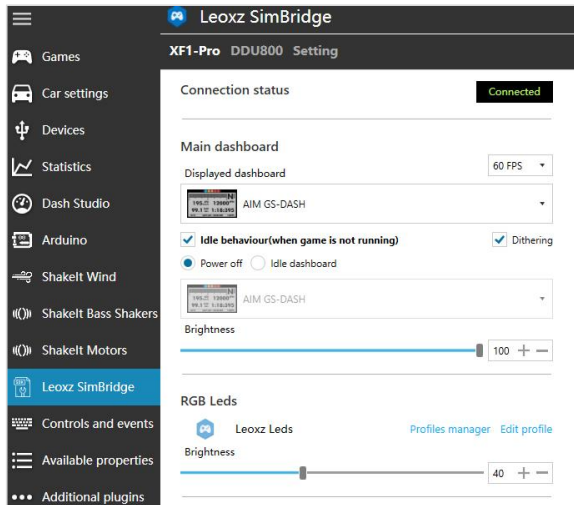 Leoxz SimBridge
XF1-Pro DDU800 Setting
Games
Car settings
Devices
Statistics
Dash Studio
Arduino
ShakeIt Wind
ShakeIt Bass Shakers
ShakeIt Motors
Leoxz SimBridge
Controls and events
Available properties
Additional plugins
Connection status
Connected
Main dashboard
Displayed dashboard
60 FPS
AIM GS-DASH
Idle behaviour(when game is not running)
Dithering
Power off
Idle dashboard
AIM GS-DASH
Brightness
100
RGB Leds
Leoxz Leds
Profiles manager Edit profile
Brightness
40